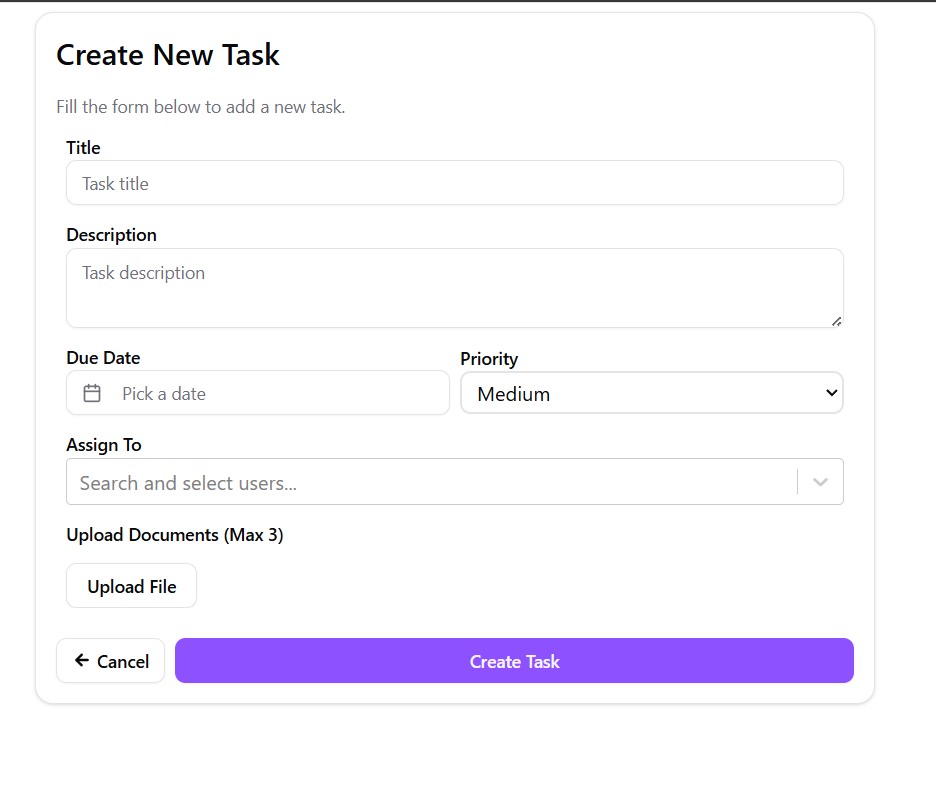 Create New Task
Fill the form below to add a new task.
Title
Task title
Description
Task description
Due Date
Priority
Pick a date
Medium
Assign To
Search and select users...
Upload Documents (Max 3)
Upload File
Cancel
Create Task